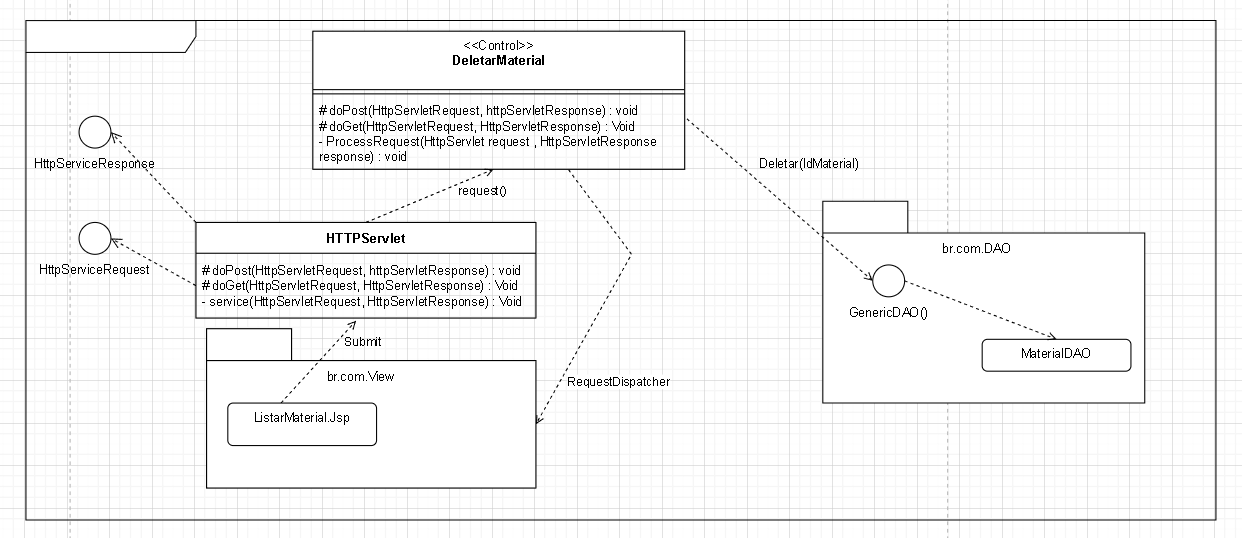 <<Control>>
DeletarMaterial
# doPost(HttpServletRequest, httpServletResponse) : void
# doGet(HttpServletRequest, HttpServletResponse) : Void
- ProcessRequest(HttpServlet request , HttpServletResponse
response) : void
HttpServiceResponse
Deletar(IdMaterial)
request()
HTTPServlet
HttpServiceRequest
# doPost(HttpServletRequest, httpServletResponse) : void
# doGet(HttpServletRequest, HttpServletResponse) : Void
- service(HttpServletRequest, HttpServletResponse) : Void
br.com.DAO
GenericDAO()
MaterialDAO
Submit
br.com.View
RequestDispatcher
ListarMaterial.Jsp